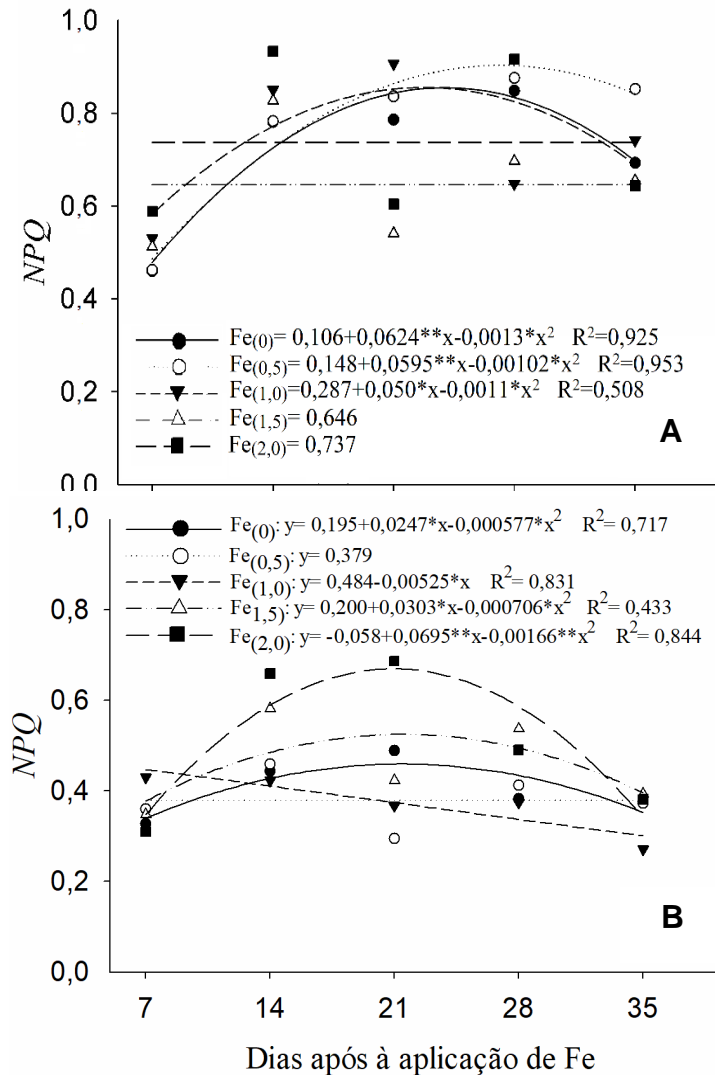 1,0
0,8
NPQ
0,6
0,4
0,2
0,0
Fe(0)= 0,106+0,0624**x-0,0013*x² R²=0,925
Fe(0,5)= 0,148+0,0595**x-0,00102*x² R²=0,953
Fe(1,0)=0,287+0,050*x-0,0011*x² R²=0,508
Fe(1,5)= 0,646
Fe(2,0)= 0,737
A
1,0
0,8
NPQ
0,6
0,4
0,2
0,0
Fe(0): y= 0,195+0,0247*x-0,000577*x² R²= 0,717
Fe(0,5): y= 0,379
Fe(1,0): y= 0,484-0,00525*x R²= 0,831
Fe1,5): y= 0,200+0,0303*x-0,000706*x² R²= 0,433
Fe(2,0): y= -0,058+0,0695**x-0,00166**x² R²= 0,844
B
7 14 21 28 35
Dias após à aplicação de Fe